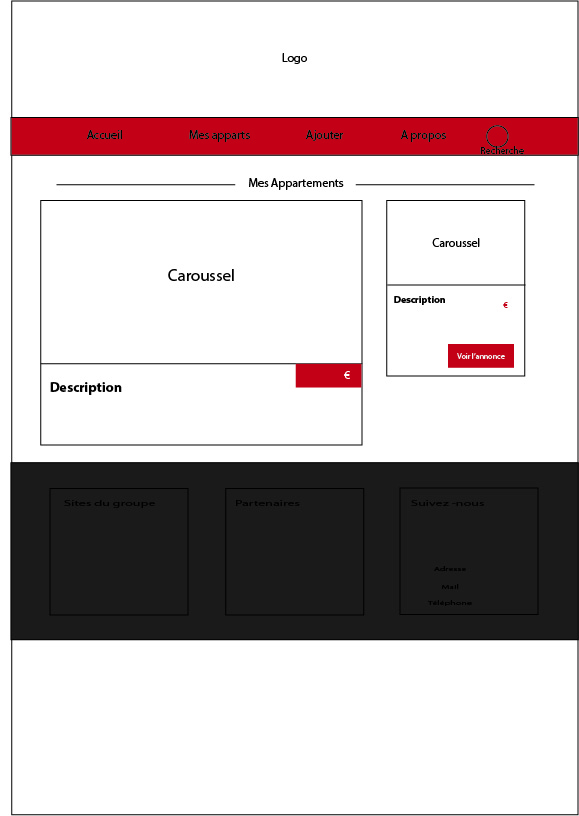 Logo
Accueil Mes apparts Ajouter A propos
Recherche
Mes Appartements
Caroussel
Description
€
Caroussel
Description
€
Voir l'annonce
Sites du groupe
Partenaires
Suivez -nous
Adresse
Mail
Téléphone